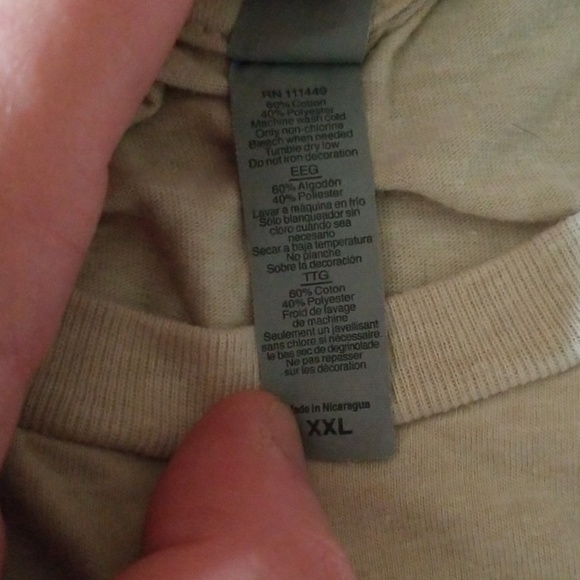 RN 111449
60% Cotton
40% Polyester
Machine wash cold
Only non-chlorine
Bleach when needed
Tumble dry low
Do not iron decoration
EEG
60% Algodón
40% Poliester
Lavar a máquina en frío
Sólo blanqueador sin
cloro cuando sea
necesario
Secar a baja temperatura
No planche
Sobre la decoración
TTG
60% Coton
40% Polyester
Froid de lavage
de machine
Seulement un javellisant
sans chlore si nécessaire
le bas sec de degrinolade
Ne pas repasser
sur les décoration
Made in Nicaragua
XXL